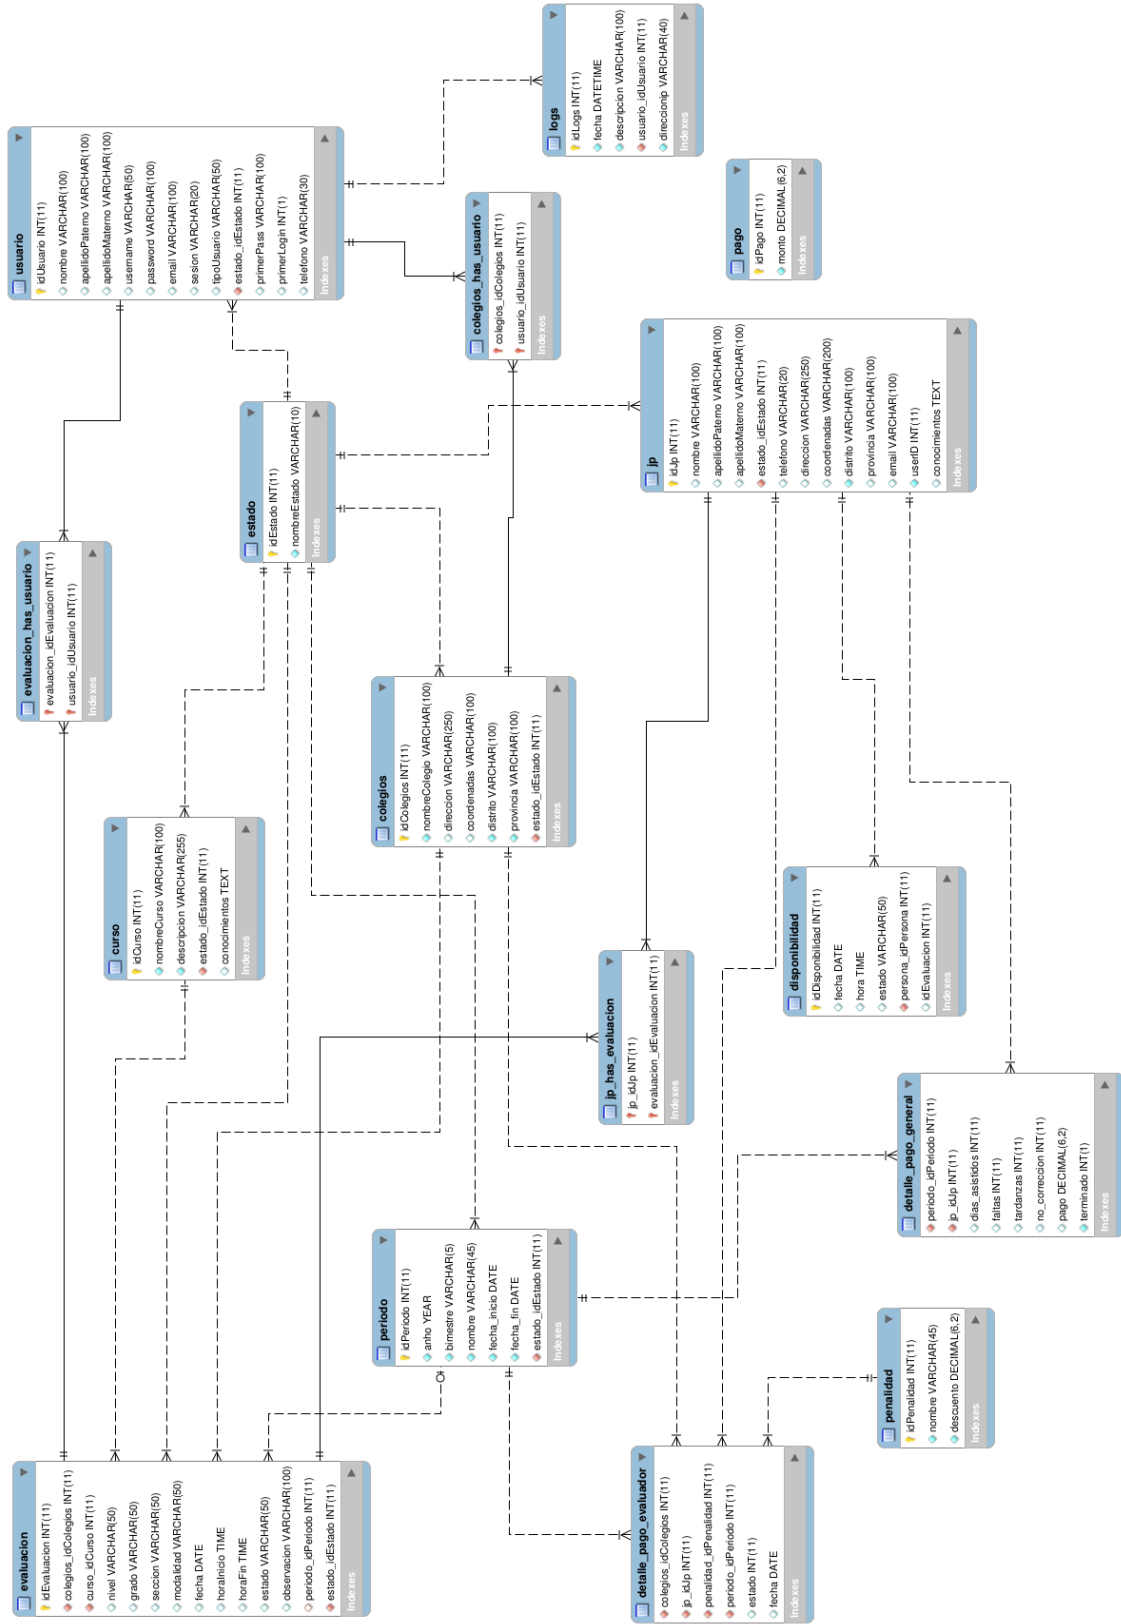 evaluacion
idEvaluacion INT(11)
colegios_idColegios INT(11)
curso_idCurso INT(11)
nivel VARCHAR(50)
grado VARCHAR(50)
seccion VARCHAR(50)
modalidad VARCHAR(50)
fecha DATE
horaInicio TIME
horaFin TIME
estado VARCHAR(50)
observacion VARCHAR(100)
periodo_idPeriodo INT(11)
estado_idEstado INT(11)
Indexes
evaluacion_has_usuario
evaluacion_idEvaluacion INT(11)
usuario_idUsuario INT(11)
Indexes
usuario
idUsuario INT(11)
nombre VARCHAR(100)
apellidoPaterno VARCHAR(100)
apellidoMaterno VARCHAR(100)
username VARCHAR(50)
password VARCHAR(100)
email VARCHAR(100)
sesion VARCHAR(20)
tipoUsuario VARCHAR(50)
estado_idEstado INT(11)
primerPass VARCHAR(100)
primerLogin INT(1)
telefono VARCHAR(30)
Indexes
curso
idCurso INT(11)
nombreCurso VARCHAR(100)
descripcion VARCHAR(255)
estado_idEstado INT(11)
conocimientos TEXT
Indexes
estado
idEstado INT(11)
nombreEstado VARCHAR(10)
Indexes
periodo
idPeriodo INT(11)
anho YEAR
bimestre VARCHAR(5)
nombre VARCHAR(45)
fecha_inicio DATE
fecha_fin DATE
estado_idEstado INT(11)
Indexes
colegios
idColegios INT(11)
nombreColegio VARCHAR(100)
direccion VARCHAR(250)
coordenadas VARCHAR(100)
distrito VARCHAR(100)
provincia VARCHAR(100)
estado_idEstado INT(11)
Indexes
colegios_has_usuario
colegios_idColegios INT(11)
usuario_idUsuario INT(11)
Indexes
logs
idLogs INT(11)
fecha DATETIME
descripcion VARCHAR(100)
usuario_idUsuario INT(11)
direccionip VARCHAR(40)
Indexes
jp_has_evaluacion
jp_idJp INT(11)
evaluacion_idEvaluacion INT(11)
Indexes
detalle_pago_evaluador
colegios_idColegios INT(11)
jp_idJp INT(11)
penalidad_idPenalidad INT(11)
periodo_idPeriodo INT(11)
estado INT(11)
fecha DATE
Indexes
jp
idJp INT(11)
nombre VARCHAR(100)
apellidoPaterno VARCHAR(100)
apellidoMaterno VARCHAR(100)
estado_idEstado INT(11)
telefono VARCHAR(20)
direccion VARCHAR(250)
coordenadas VARCHAR(200)
distrito VARCHAR(100)
provincia VARCHAR(100)
email VARCHAR(100)
userID INT(11)
conocimientos TEXT
Indexes
pago
idPago INT(11)
monto DECIMAL(6,2)
Indexes
disponibilidad
idDisponibilidad INT(11)
fecha DATE
hora TIME
estado VARCHAR(50)
persona_idPersona INT(11)
idEvaluacion INT(11)
Indexes
penalidad
idPenalidad INT(11)
nombre VARCHAR(45)
descuento DECIMAL(6,2)
Indexes
detalle_pago_general
periodo_idPeriodo INT(11)
jp_idJp INT(11)
dias_asistidos INT(11)
faltas INT(11)
tardanzas INT(11)
no_correccion INT(11)
pago DECIMAL(6,2)
terminado INT(1)
Indexes